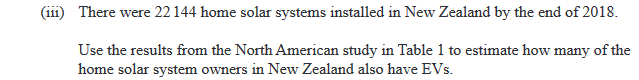 (iii) There were 22 144 home solar systems installed in New Zealand by the end of 2018.
Use the results from the North American study in Table 1 to estimate how many of the
home solar system owners in New Zealand also have EVs.